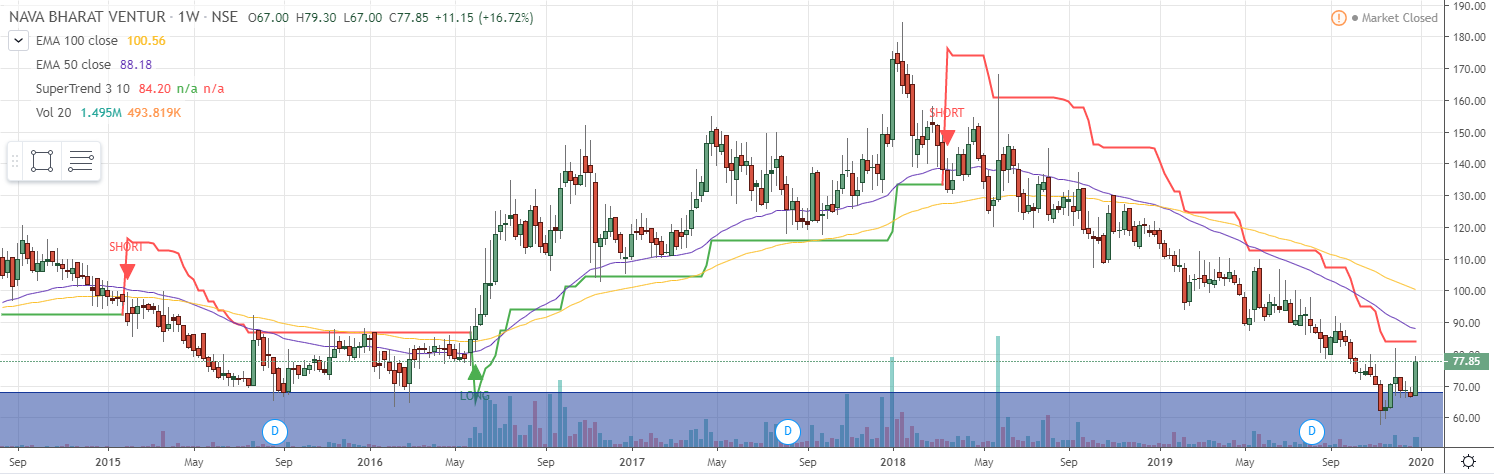 NAVA BHARAT VENTUR · 1W · NSE O67.00 H79.30 L67.00 C77.85 +11.15 (+16.72%)
! Market Closed
EMA 100 close 100.56
EMA 50 close 88.18
SuperTrend 3 10 84.20 n/a n/a
Vol 20 1.495M 493.819K
SHORT
SHORT
LONG
D
D
D
190.00
180.00
170.00
160.00
150.00
140.00
130.00
120.00
110.00
100.00
90.00
80.00
77.85
70.00
60.00
Sep 2015 May Sep 2016 May Sep 2017 May Sep 2018 May Sep 2019 May Sep 2020